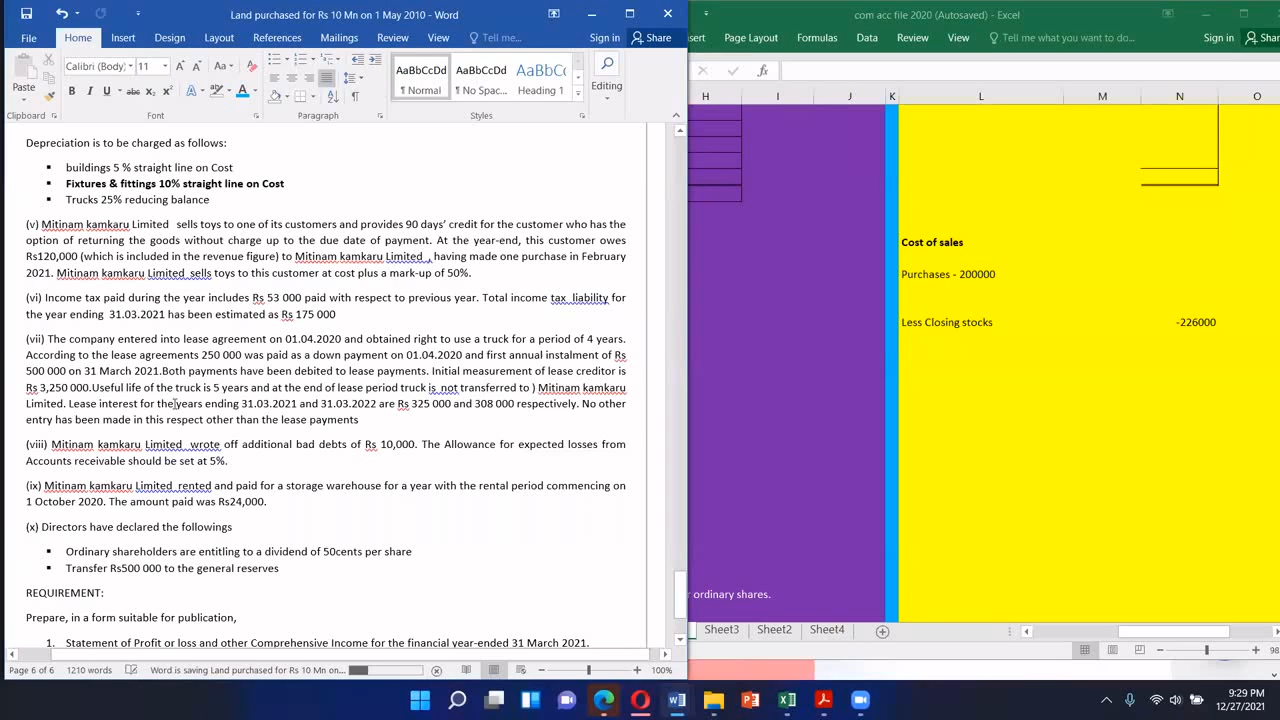 Land purchased for Rs 10 Mn on 1 May 2010 - Word
com acc file 2020 (Autosaved) - Excel
File Home Insert Design Layout References Mailings Review View Tell me... Sign in Share
Page Layout Formulas Data Review View Tell me what you want to do... Sign in
Calibri (Body) 11
Paste
AaBbCcDd AaBbCcDd AaBbC
¶ Normal ¶ No Spac... Heading 1
Editing
Clipboard Font Paragraph Styles
H I J K L M N O
Depreciation is to be charged as follows:
▪ buildings 5 % straight line on Cost
▪ Fixtures & fittings 10% straight line on Cost
▪ Trucks 25% reducing balance
(v) Mitinam kamkaru Limited sells toys to one of its customers and provides 90 days' credit for the customer who has the
option of returning the goods without charge up to the due date of payment. At the year-end, this customer owes
Rs120,000 (which is included in the revenue figure) to Mitinam kamkaru Limited , having made one purchase in February
2021. Mitinam kamkaru Limited sells toys to this customer at cost plus a mark-up of 50%.
(vi) Income tax paid during the year includes Rs 53 000 paid with respect to previous year. Total income tax liability for
the year ending 31.03.2021 has been estimated as Rs 175 000
(vii) The company entered into lease agreement on 01.04.2020 and obtained right to use a truck for a period of 4 years.
According to the lease agreements 250 000 was paid as a down payment on 01.04.2020 and first annual instalment of Rs
500 000 on 31 March 2021.Both payments have been debited to lease payments. Initial measurement of lease creditor is
Rs 3,250 000.Useful life of the truck is 5 years and at the end of lease period truck is not transferred to ) Mitinam kamkaru
Limited. Lease interest for the years ending 31.03.2021 and 31.03.2022 are Rs 325 000 and 308 000 respectively. No other
entry has been made in this respect other than the lease payments
(viii) Mitinam kamkaru Limited wrote off additional bad debts of Rs 10,000. The Allowance for expected losses from
Accounts receivable should be set at 5%.
(ix) Mitinam kamkaru Limited rented and paid for a storage warehouse for a year with the rental period commencing on
1 October 2020. The amount paid was Rs24,000.
(x) Directors have declared the followings
▪ Ordinary shareholders are entitling to a dividend of 50cents per share
▪ Transfer Rs500 000 to the general reserves
REQUIREMENT:
Prepare, in a form suitable for publication,
1. Statement of Profit or loss and other Comprehensive Income for the financial year-ended 31 March 2021.
Cost of sales
Purchases - 200000
Less Closing stocks -226000
ordinary shares.
Sheet3 Sheet2 Sheet4
Page 6 of 6 1210 words Word is saving Land purchased for Rs 10 Mn on... 100%
98
9:29 PM
12/27/2021